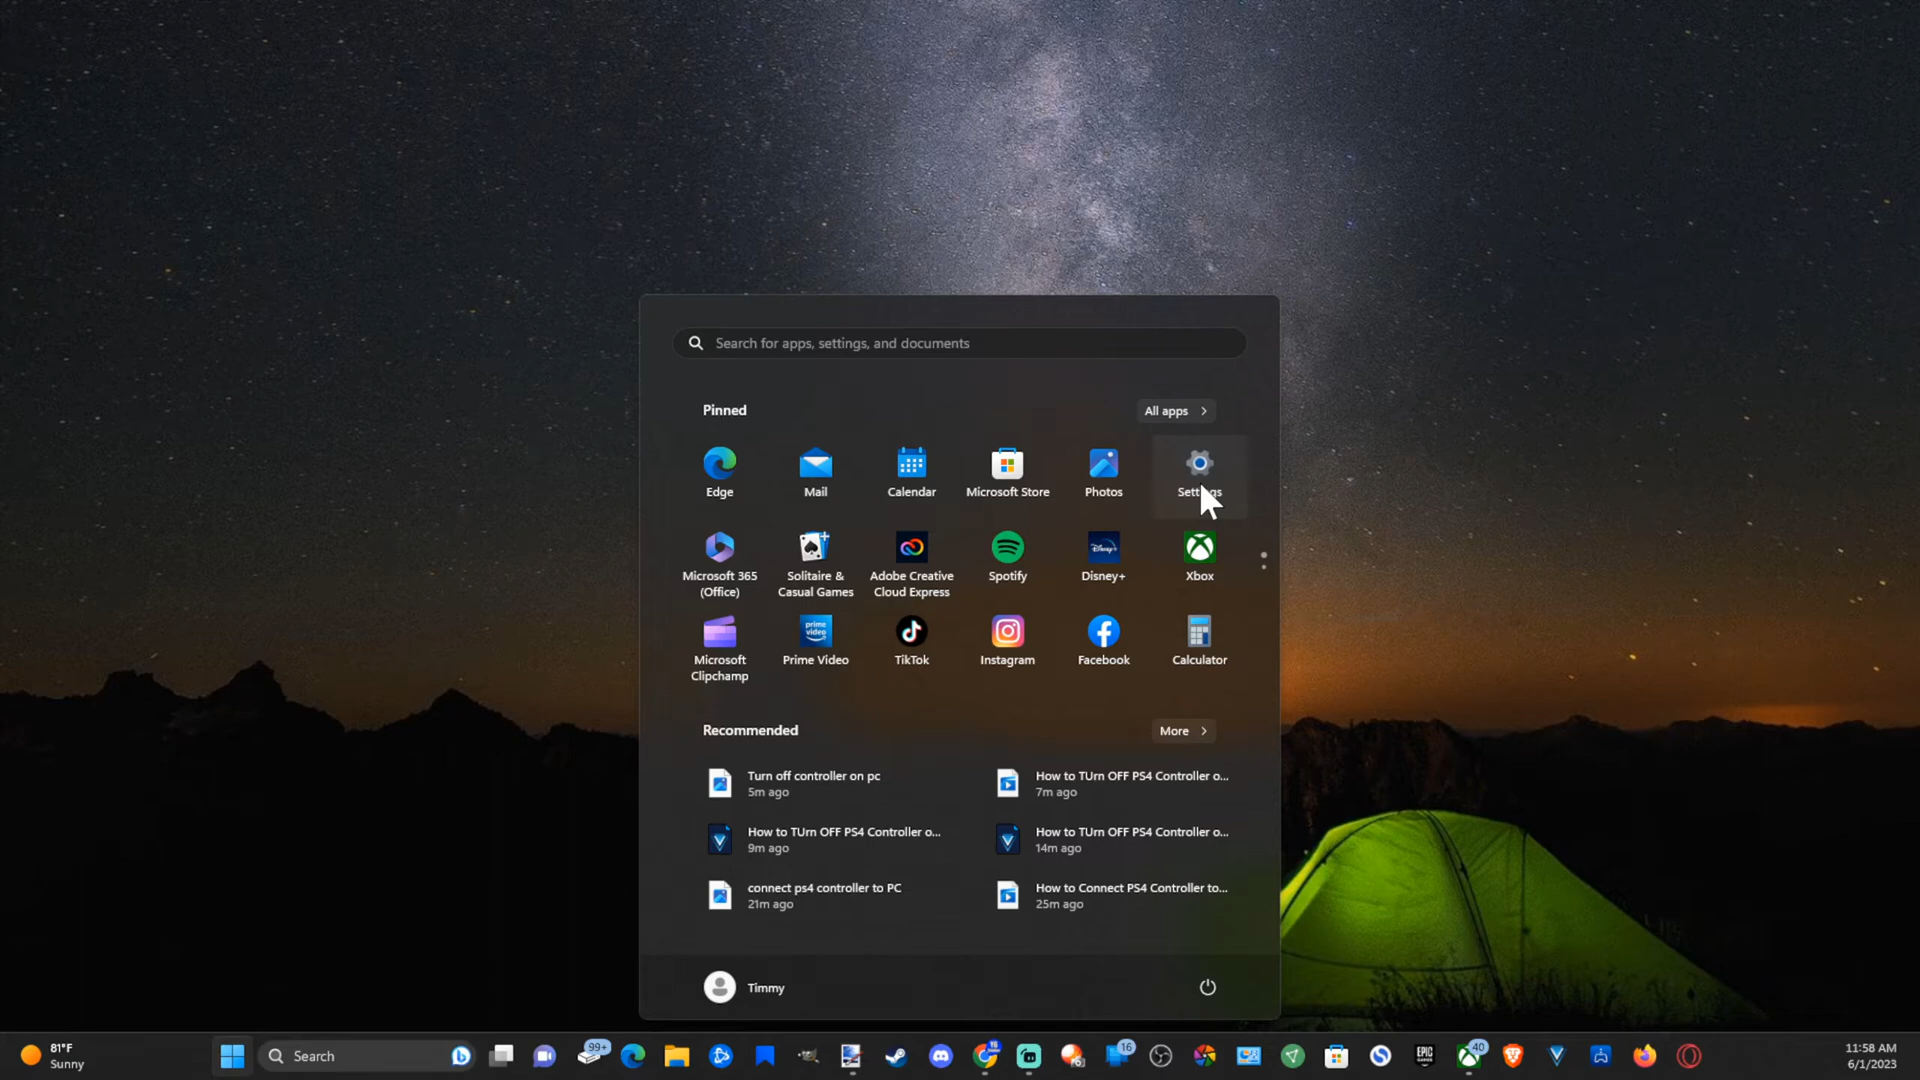 Search for apps, settings, and documents
Pinned
All apps
Edge
Mail
Calendar
Microsoft Store
Photos
Settings
Microsoft 365
(Office)
Solitaire &
Casual Games
Adobe Creative
Cloud Express
Spotify
Disney+
Xbox
Microsoft
Clipchamp
prime
video
Prime Video
TikTok
Instagram
Facebook
Calculator
Recommended
More
Turn off controller on pc
5m ago
How to TUrn OFF PS4 Controller o...
7m ago
How to TUrn OFF PS4 Controller o...
9m ago
How to TUrn OFF PS4 Controller o...
14m ago
connect ps4 controller to PC
21m ago
How to Connect PS4 Controller to...
25m ago
Timmy
81°F
Sunny
Search
99+
16
EPIC
40
11:58 AM
6/1/2023